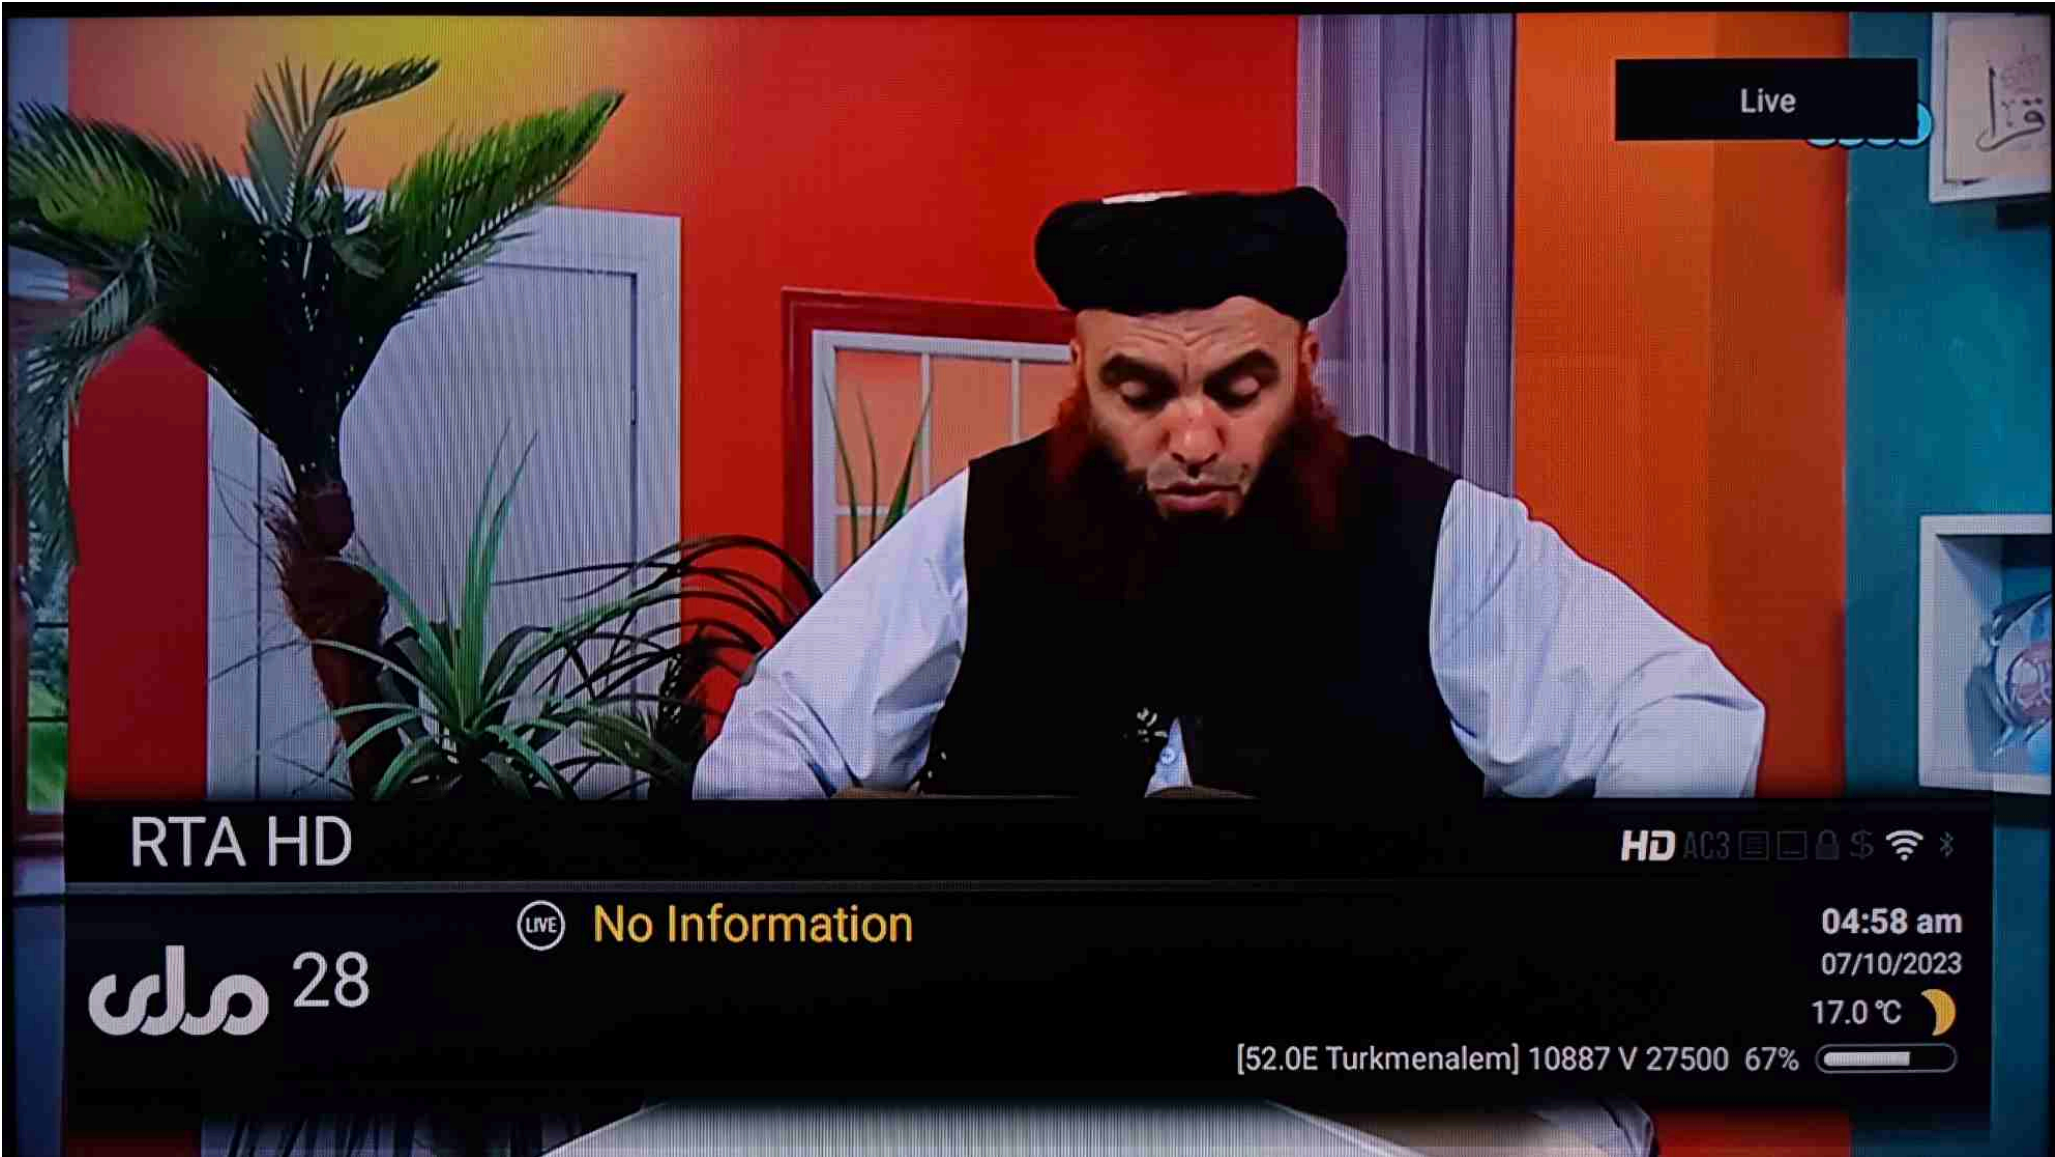 Live
RTA HD
HD AC3 $
LIVE No Information
04:58 am
ملی 28
07/10/2023
17.0 °C
[52.0E Turkmenalem] 10887 V 27500 67%